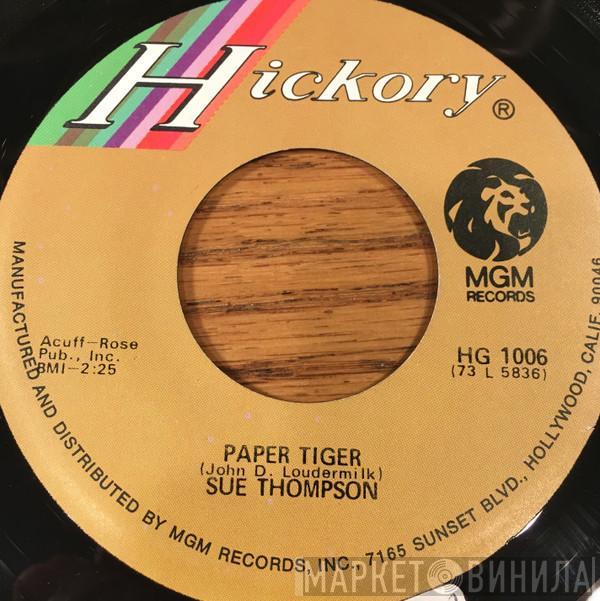 Hickory®
MGM
RECORDS
Acuff-Rose
Pub., Inc.
BMI-2:25
HG 1006
(73 L 5836)
PAPER TIGER
(John D. Loudermilk)
SUE THOMPSON
MANUFACTURED AND DISTRIBUTED BY MGM RECORDS, INC., 7165 SUNSET BLVD., HOLLYWOOD, CALIF. 90046
МАРКЕТ ВИНИЛА